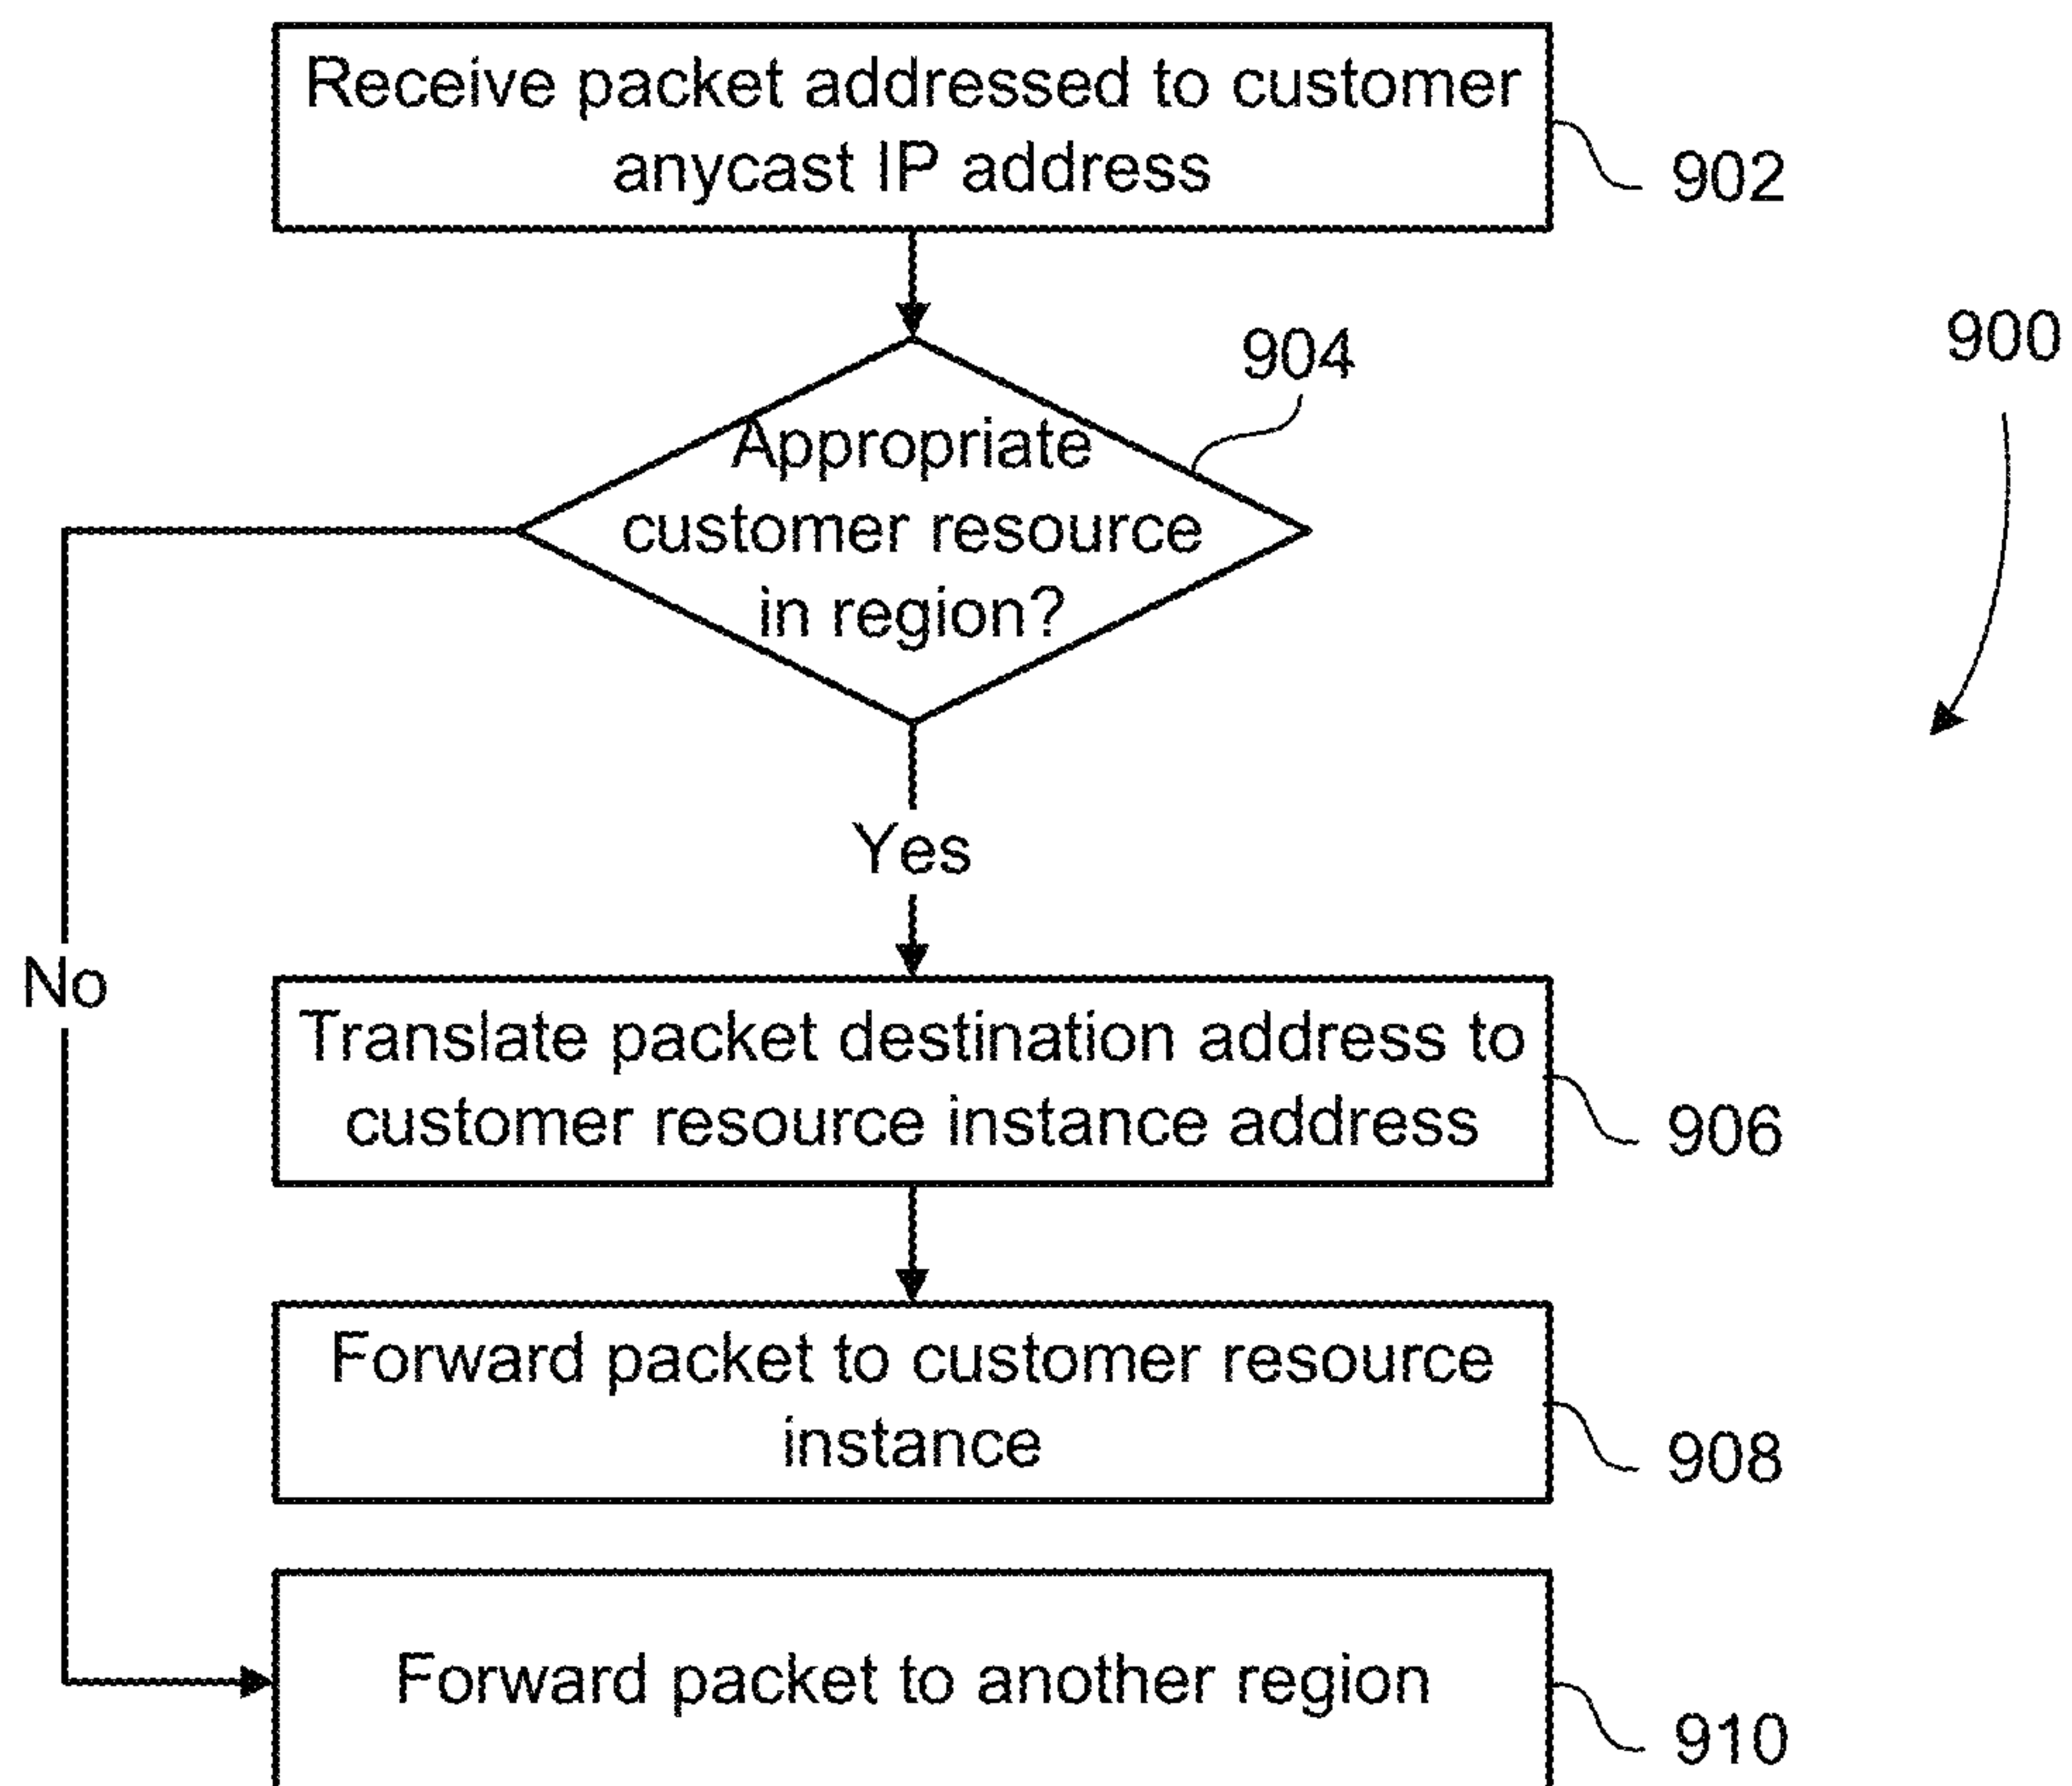 Receive packet addressed to customer
anycast IP address
902
904
900
Appropriate
customer resource
in region?
Yes
No
Translate packet destination address to
customer resource instance address
906
Forward packet to customer resource
instance
908
Forward packet to another region
910